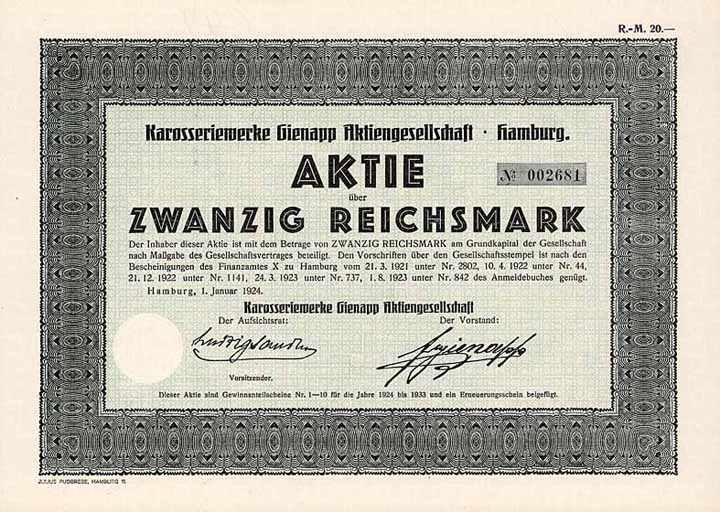 R.-M. 20.—
Karosseriewerke Gienapp Aktiengesellschaft · Hamburg.
AKTIE
№ 002681
über
ZWANZIG REICHSMARK
Der Inhaber dieser Aktie ist mit dem Betrage von ZWANZIG REICHSMARK am Grundkapital der Gesellschaft
nach Maßgabe des Gesellschaftsvertrages beteiligt. Den Vorschriften über den Gesellschaftsstempel ist nach den
Bescheinigungen des Finanzamtes X zu Hamburg vom 21. 3. 1921 unter Nr. 2802, 10. 4. 1922 unter Nr. 44,
21. 12. 1922 unter Nr. 1141, 24. 3. 1923 unter Nr. 737, 1. 8. 1923 unter Nr. 842 des Anmeldebuches genügt.
Hamburg, 1. Januar 1924.
Karosseriewerke Gienapp Aktiengesellschaft
Der Aufsichtsrat: Der Vorstand:
Gienapp
Vorsitzender.
Dieser Aktie sind Gewinnanteilscheine Nr. 1—10 für die Jahre 1924 bis 1933 und ein Erneuerungsschein beigefügt.
JULIUS PUDBRESE, HAMBURG 11.